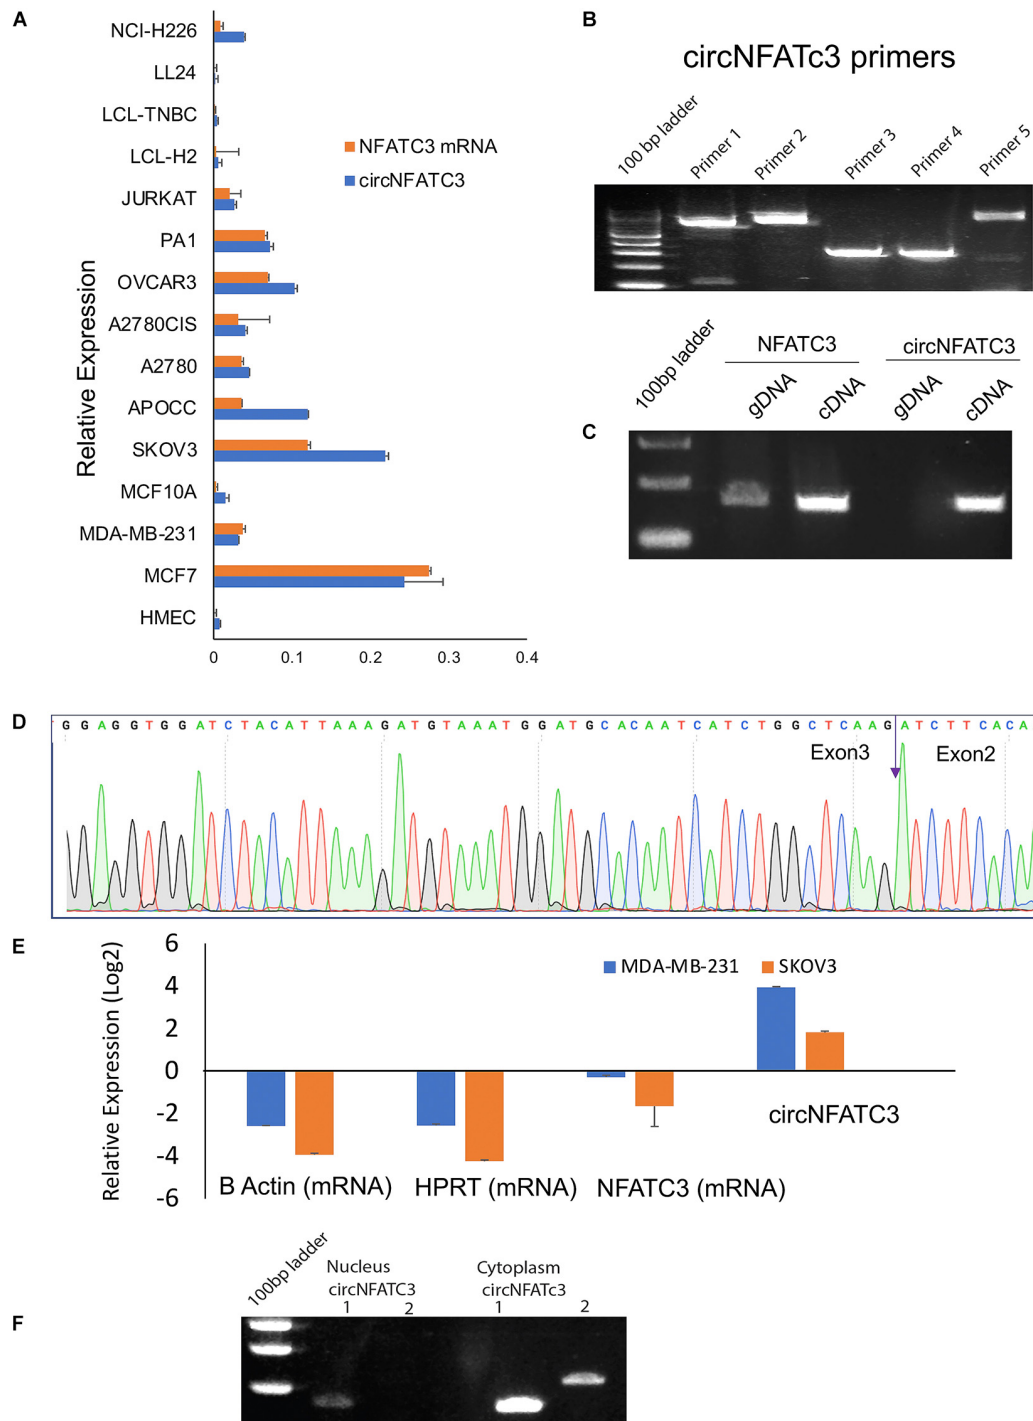 A
NCI-H226
LL24
LCL-TNBC
LCL-H2
JURKAT
PA1
OVCAR3
A2780CIS
A2780
APOCC
SKOV3
MCF10A
MDA-MB-231
MCF7
HMEC
Relative Expression
NFATC3 mRNA
circNFATC3
0 0.1 0.2 0.3 0.4
B
circNFATc3 primers
100 bp ladder
Primer 1
Primer 2
Primer 3
Primer 4
Primer 5
C
100bp ladder
NFATC3
circNFATC3
gDNA
cDNA
gDNA
cDNA
D
G G A G G T G G A T C T A C A T T A A A G A T G T A A A T G G A T G C A C A A T C A T C T G G C T C A A G A T C T T C A C A
Exon3
Exon2
E
Relative Expression (Log2)
6
4
2
0
-2
-4
-6
MDA-MB-231
SKOV3
B Actin (mRNA)
HPRT (mRNA)
NFATC3 (mRNA)
circNFATC3
F
100bp ladder
Nucleus
circNFATC3
1 2
Cytoplasm
circNFATc3
1 2